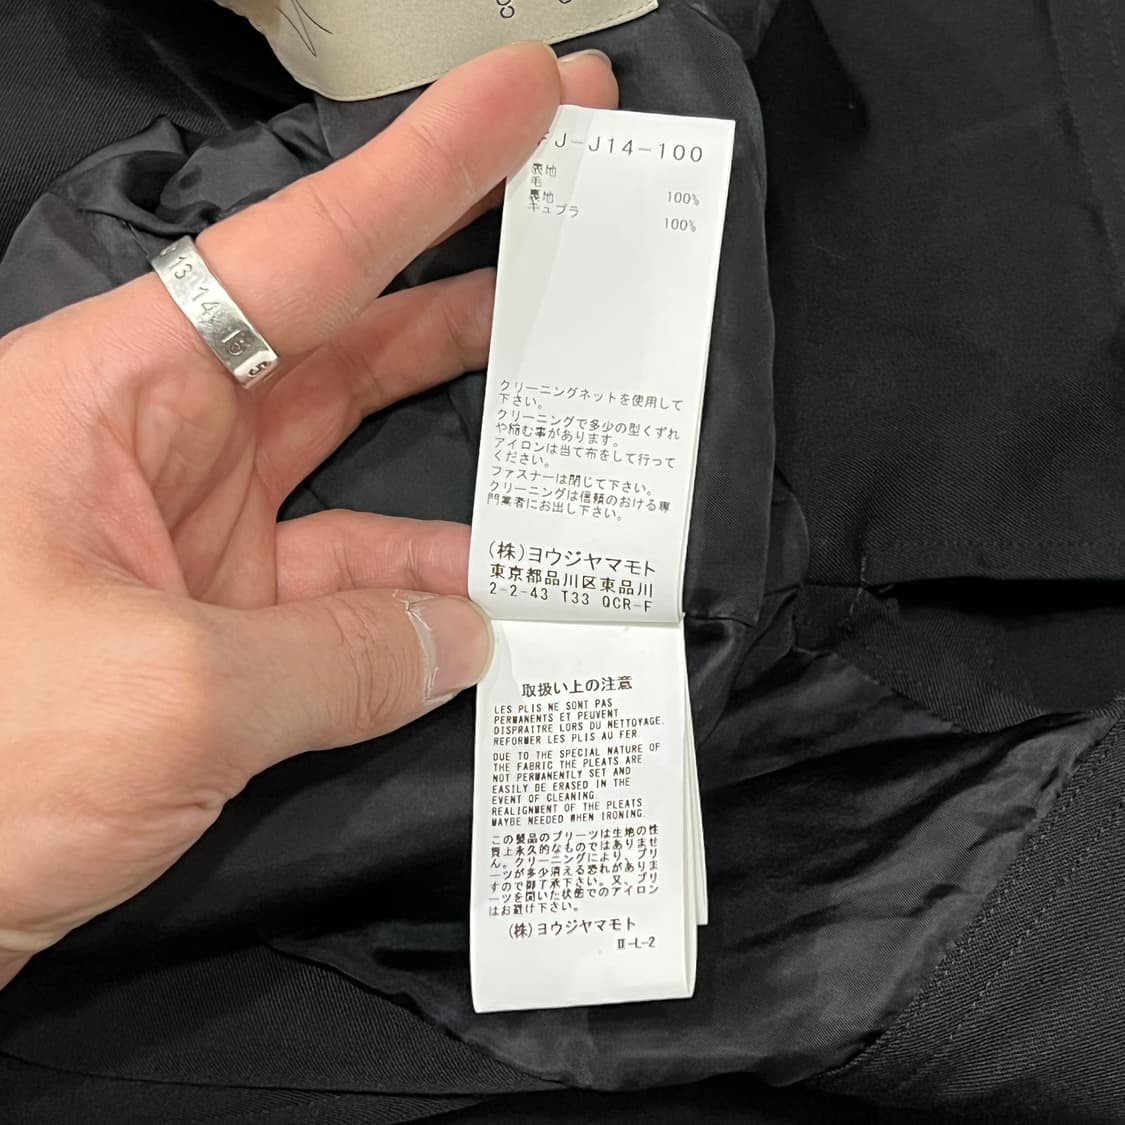 J-J14-100
表地
毛 100%
裏地
キュプラ 100%
クリーニングネットを使用して
下さい。
クリーニングで多少の型くずれ
や縮む事があります。
アイロンは当て布をして行って
ください。
ファスナーは閉じて下さい。
クリーニングは信頼のおける専
門業者にお出し下さい。
(株)ヨウジヤマモト
東京都品川区東品川
2-2-43 T33 QCR-F
取扱い上の注意
LES PLIS NE SONT PAS
PERMANENTS ET PEUVENT
DISPRAITRE LORS DU NETTOYAGE.
REFORMER LES PLIS AU FER.
DUE TO THE SPECIAL NATURE OF
THE FABRIC THE PLEATS ARE
NOT PERMANENTLY SET AND
EASILY BE ERASED IN THE
EVENT OF CLEANING.
REALIGNMENT OF THE PLEATS
MAYBE NEEDED WHEN IRONING.
この製品のプリーツは生地の性
質上永久的なものではありませ
ん。クリーニングにより、プリ
ーツが多少消える恐れがありま
すので御了承下さい。又、プリ
ーツを開いた状態でのアイロン
はお避け下さい。
(株)ヨウジヤマモト
II-L-2
13 14 15